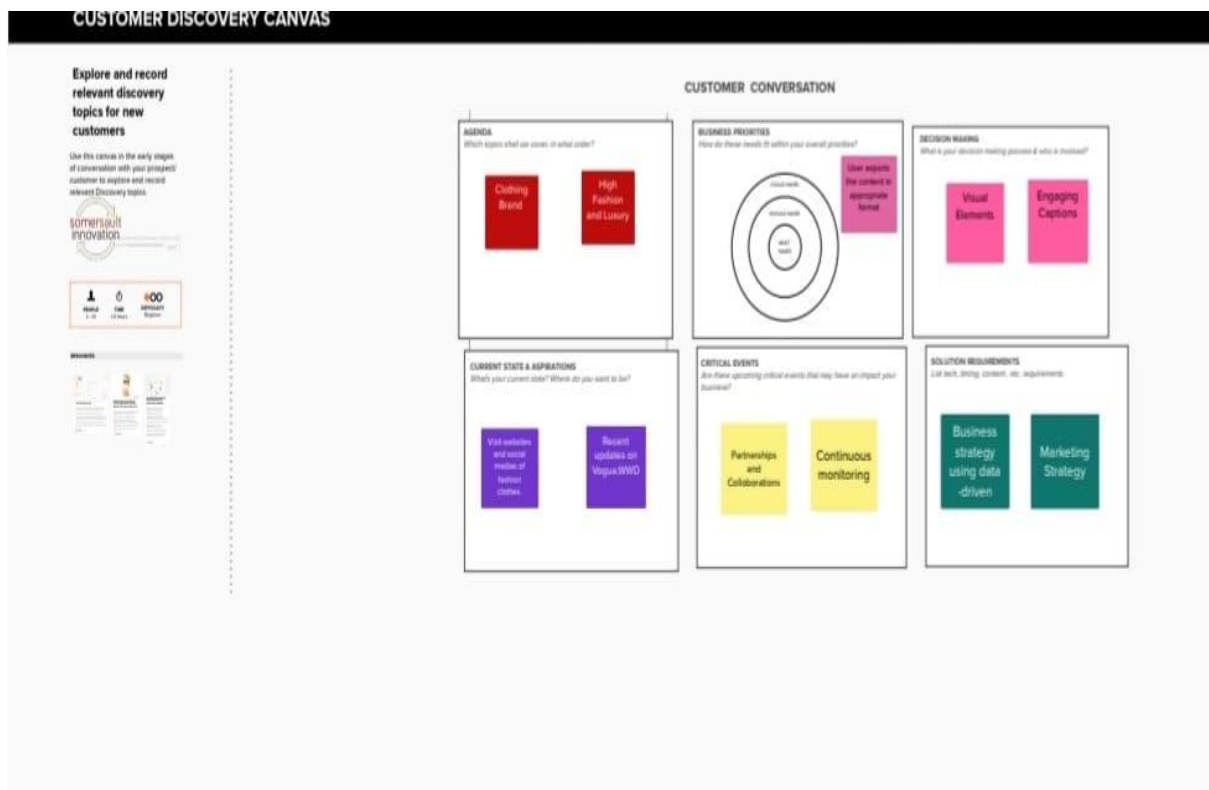 CUSTOMER DISCOVERY CANVAS
Explore and record
relevant discovery
topics for new
customers
Use this canvas in the early stages
of conversation with your prospect/
customer to explore and record
relevant Discovery topics.
somersault
innovation
PEOPLE
TIME
DIFFICULTY
Beginner
RESOURCES
CUSTOMER CONVERSATION
AGENDA
Which topics shall we cover, in what order?
Clothing
Brand
High
Fashion
and Luxury
BUSINESS PRIORITIES
How do these needs fit within your overall priorities?
User exports
the content in
appropriate
format
DECISION MAKING
What is your decision making process & who is involved?
Visual
Elements
Engaging
Captions
CURRENT STATE & ASPIRATIONS
What's your current state? Where do you want to be?
Visit websites
and social
medias of
fashion
clothes.
Recent
updates on
Vogue,WWD
CRITICAL EVENTS
Are there upcoming critical events that may have an impact your
business?
Partnerships
and
Collaborations
Continuous
monitoring
SOLUTION REQUIREMENTS
List tech, timing, content, etc. requirements.
Business
strategy
using data
-driven
Marketing
Strategy